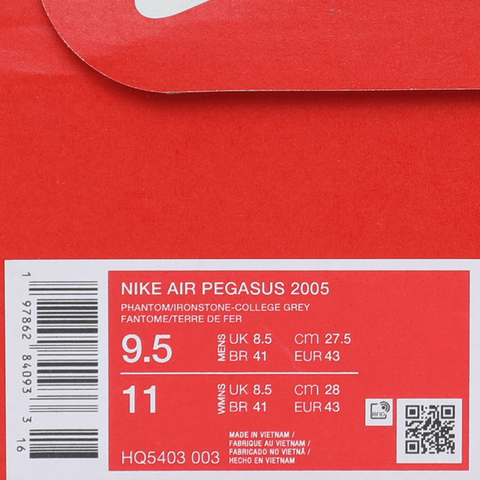 NIKE AIR PEGASUS 2005
PHANTOM/IRONSTONE-COLLEGE GREY
FANTOME/TERRE DE FER
9.5 MENS UK 8.5 CM 27.5
BR 41 EUR 43
11 WMNS UK 8.5 CM 28
BR 41 EUR 43
MADE IN VIETNAM /
FABRIQUE AU VIETNAM /
FABRICADO NO VIETNÃ /
HECHO EN VIETNAM
HQ5403 003
RFID
1 97862 84093 3 16